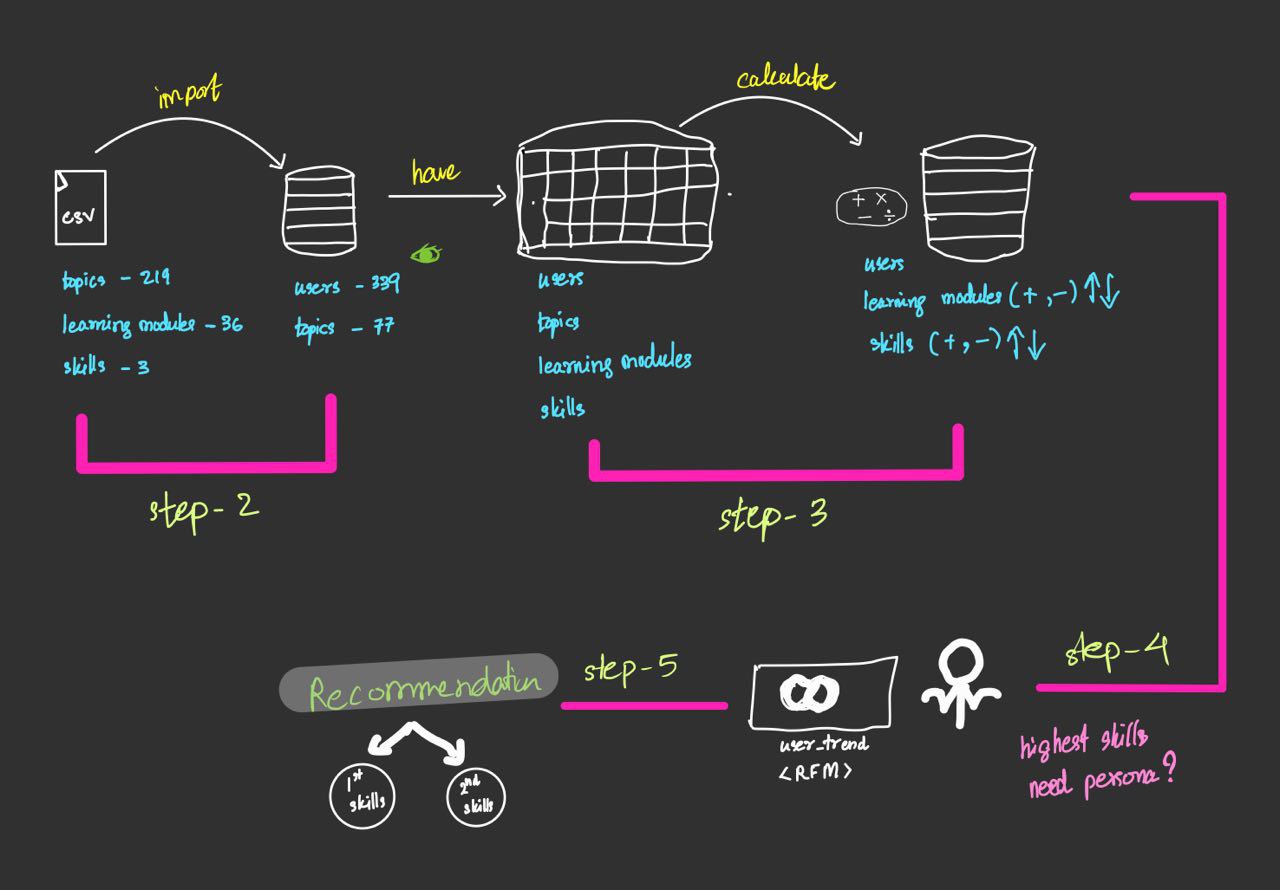 import
calculate
have
csv
+ ×
− ÷
topics - 219
learning modules - 36
skills - 3
users - 339
topics - 77
users
topics
learning modules
skills
users
learning modules (+,-) ↑↓
skills (+,-) ↑↓
step-2
step-3
step-4
highest skills
need persona?
user_trend
<RFM>
step-5
Recommendation
1st
skills
2nd
skills